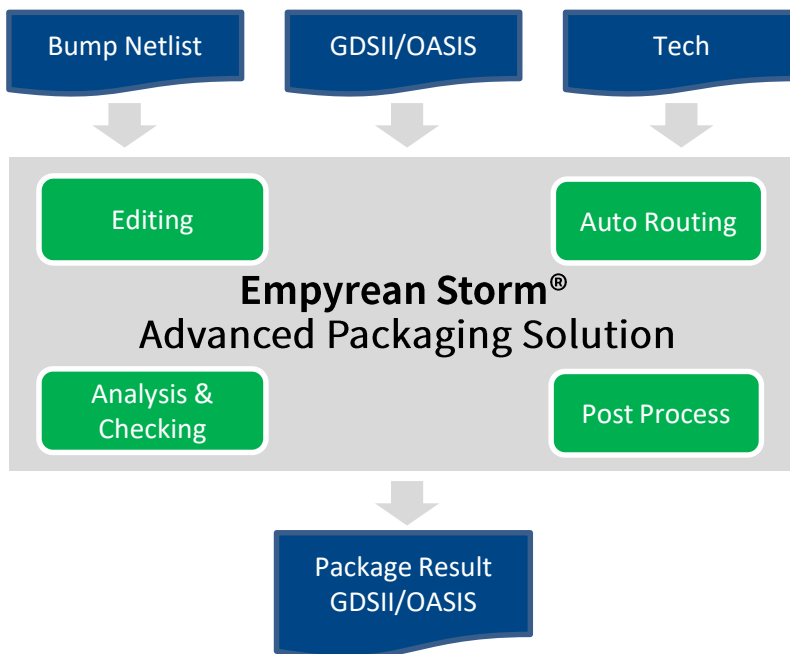 Bump Netlist
GDSII/OASIS
Tech
Editing
Auto Routing
Empyrean Storm®
Advanced Packaging Solution
Analysis &
Checking
Post Process
Package Result
GDSII/OASIS